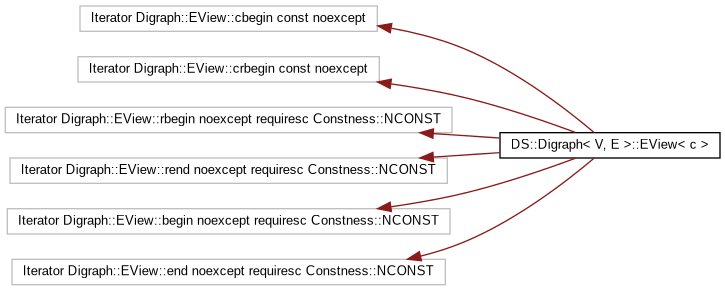 Iterator Digraph::EView::cbegin const noexcept
Iterator Digraph::EView::crbegin const noexcept
Iterator Digraph::EView::rbegin noexcept requiresc Constness::NCONST
DS::Digraph< V, E >::EView< c >
Iterator Digraph::EView::rend noexcept requiresc Constness::NCONST
Iterator Digraph::EView::begin noexcept requiresc Constness::NCONST
Iterator Digraph::EView::end noexcept requiresc Constness::NCONST